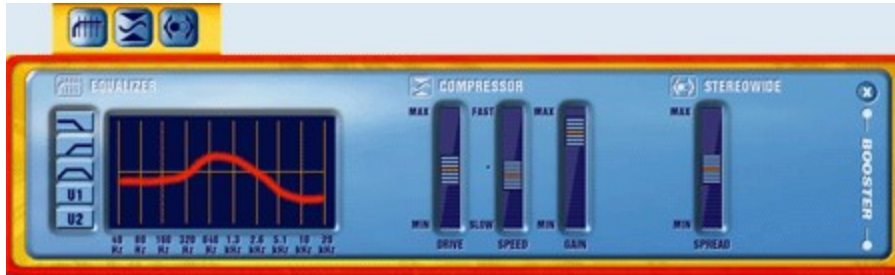 EQUALIZER
COMPRESSOR
STEREOWIDE
MAX
FAST
MAX
MAX
U1
U2
MIN
SLOW
MIN
MIN
40 Hz
80 Hz
160 Hz
320 Hz
640 Hz
1.3 kHz
2.6 kHz
5.1 kHz
10 kHz
20 kHz
DRIVE
SPEED
GAIN
SPREAD
BOOSTER